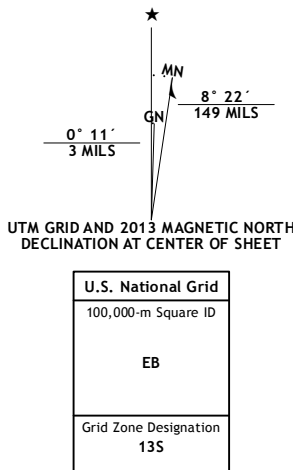 MN
GN
8° 22´
149 MILS
0° 11´
3 MILS
UTM GRID AND 2013 MAGNETIC NORTH
DECLINATION AT CENTER OF SHEET
U.S. National Grid
100,000-m Square ID
EB
Grid Zone Designation
13S